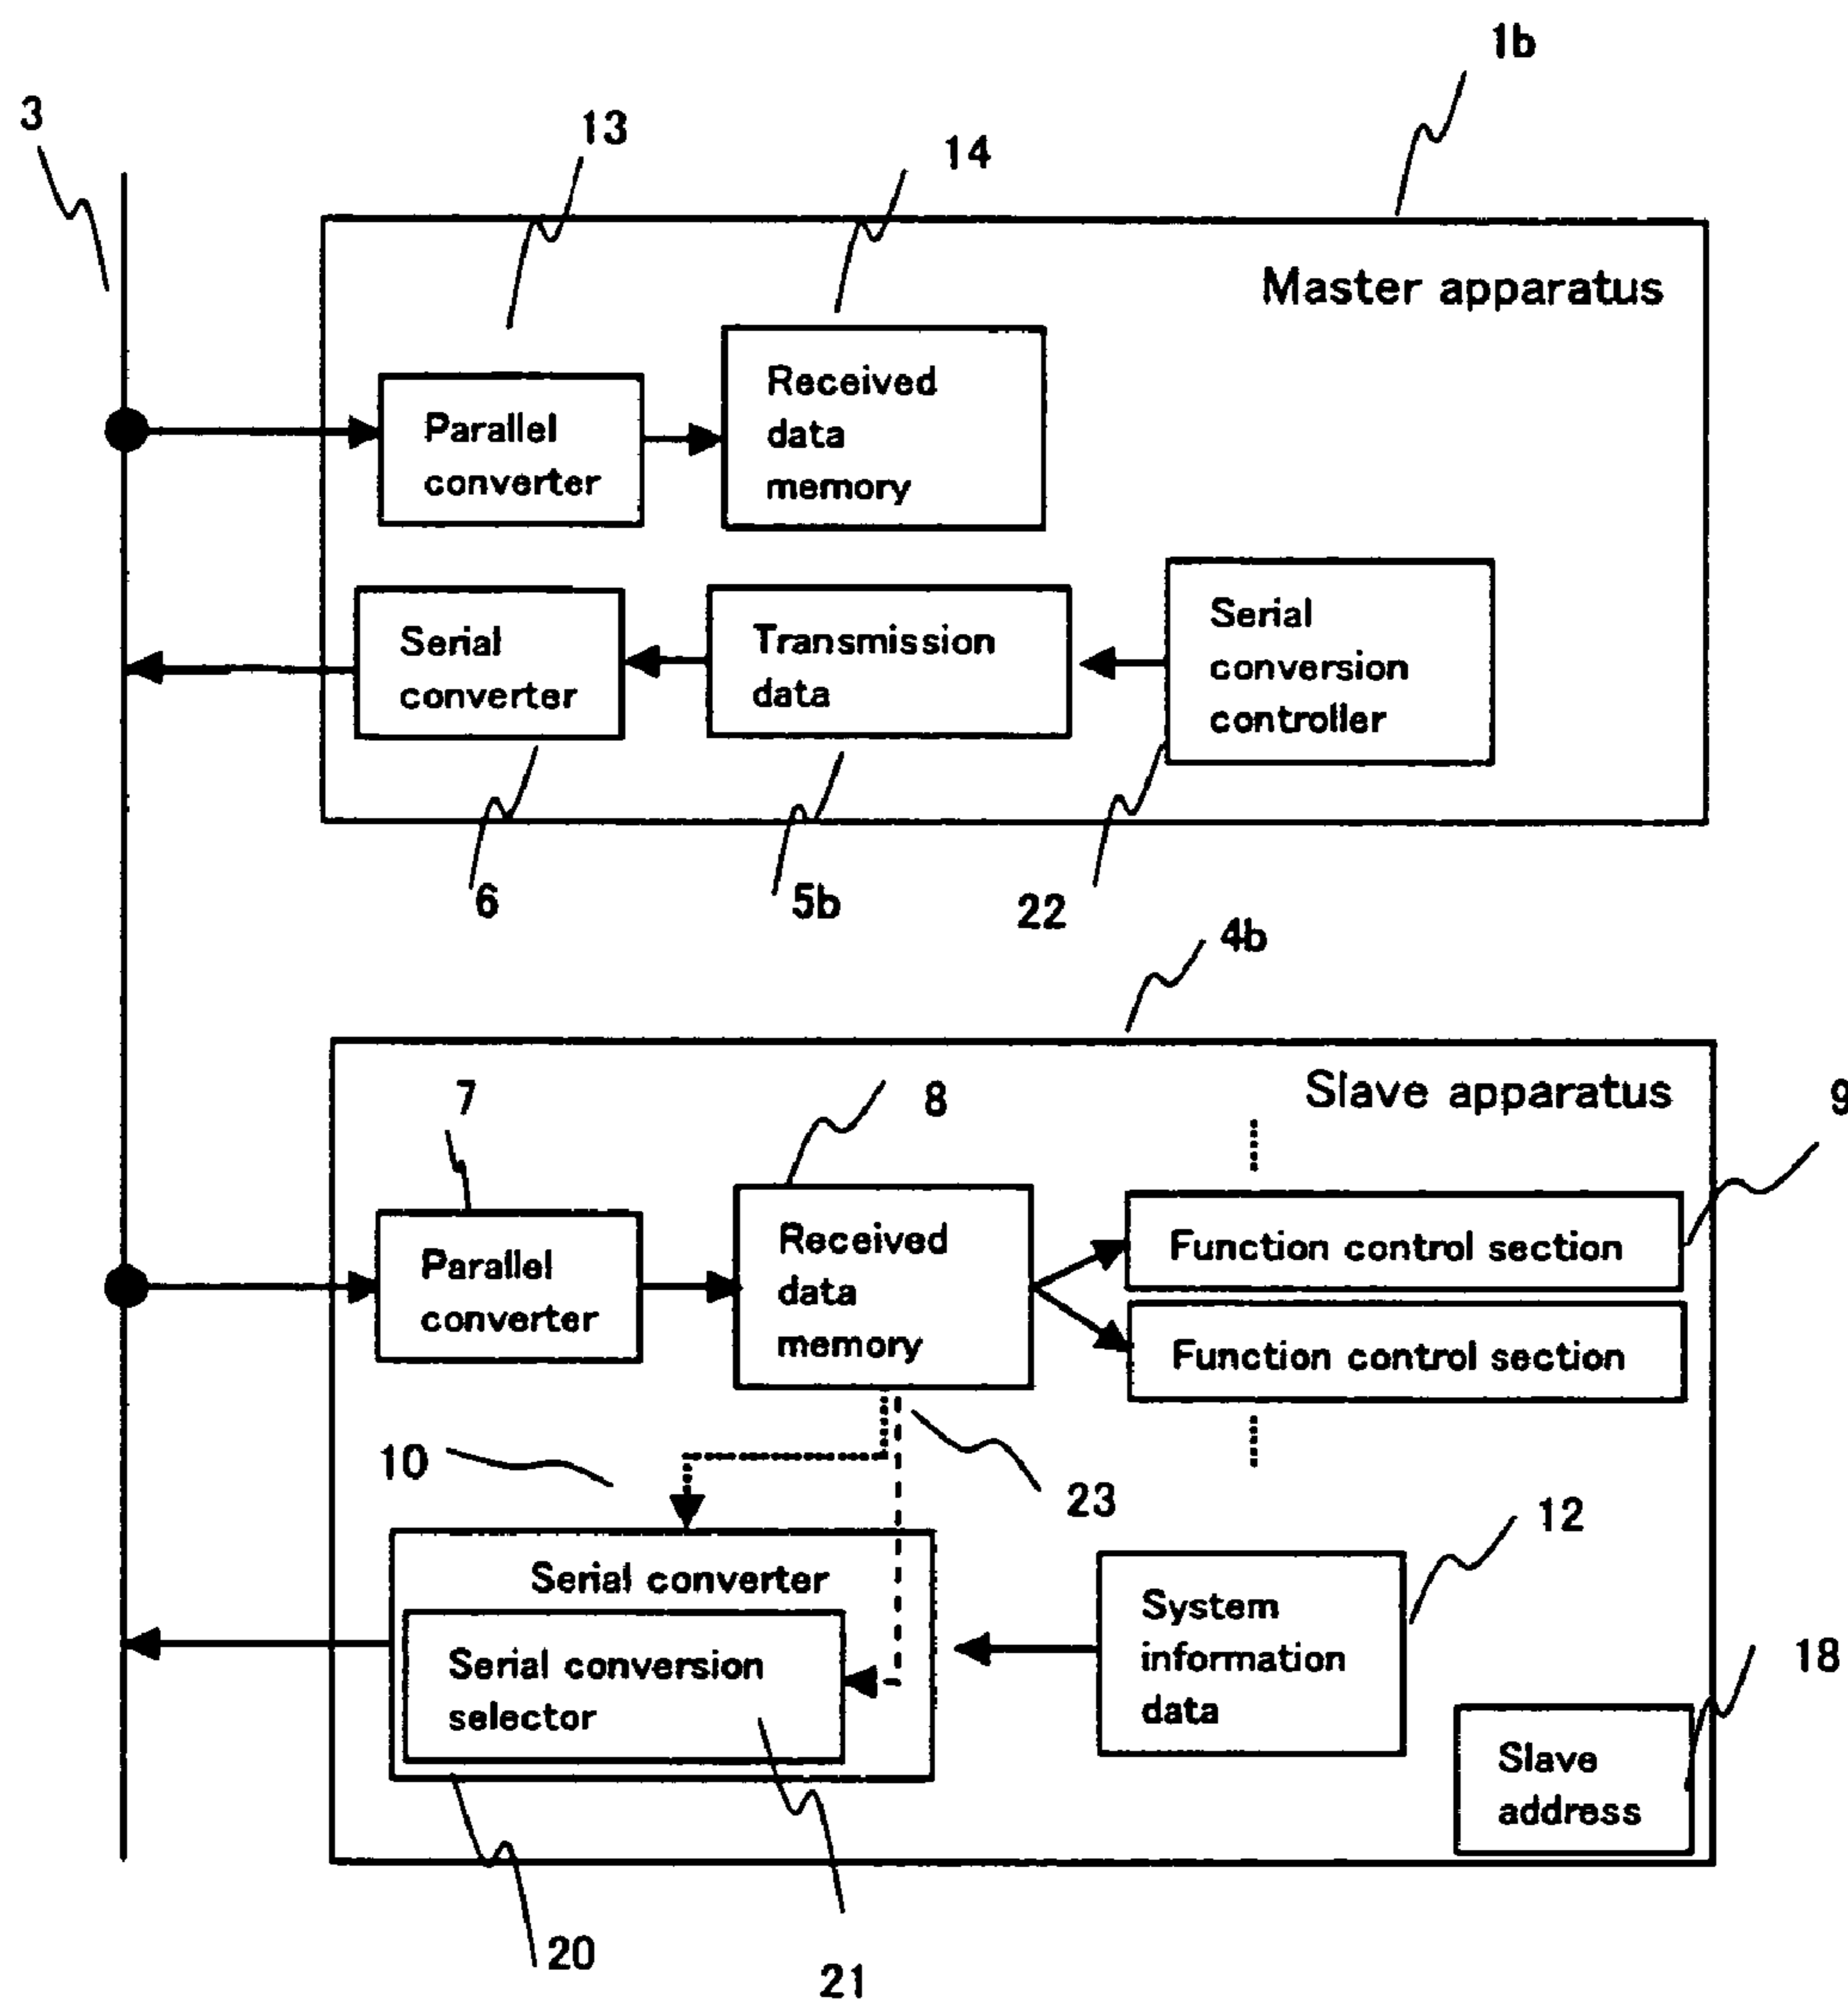 1b
3
13
14
Master apparatus
Parallel
converter
Received
data
memory
Serial
converter
Transmission
data
Serial
conversion
controller
6
5b
22
4b
Slave apparatus
7
8
9
Parallel
converter
Received
data
memory
Function control section
Function control section
10
23
12
Serial converter
Serial conversion
selector
System
information
data
18
Slave
address
20
21